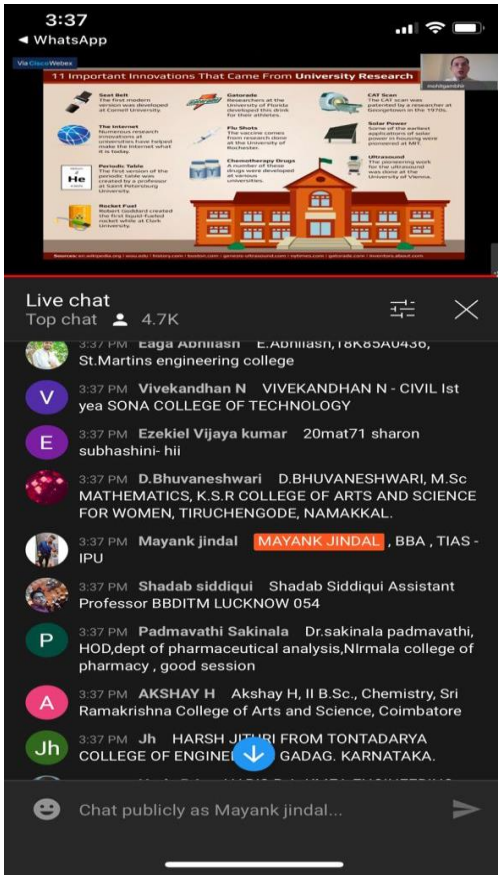 3:37
◄ WhatsApp
Via Cisco Webex
11 Important Innovations That Came From University Research
Seat Belt
The first modern
version was developed
at Cornell University.
The Internet
Numerous research
innovations at
universities have helped
make the Internet what
it is today.
Periodic Table
The first version of the
periodic table was
created by a professor
at Saint Petersburg
University.
He
Rocket Fuel
Robert Goddard created
the first liquid-fueled
rocket while at Clark
University.
Gatorade
Researchers at the
University of Florida
developed this drink
for their athletes.
Flu Shots
The vaccine comes
from research done
at the University of
Rochester.
Chemotherapy Drugs
A number of these
drugs were developed
at various
universities.
CAT Scan
The CAT scan was
patented by a researcher at
Georgetown in the 1970s.
Solar Power
Some of the earliest
applications of solar
power in housing were
pioneered at MIT.
Ultrasound
The pioneering work
for the ultrasound
was done at the
University of Vienna.
Live chat
Top chat 4.7K
3:37 PM Eaga Abhilash E.Abhilash,18K85A0436,
St.Martins engineering college
V
3:37 PM Vivekandhan N VIVEKANDHAN N - CIVIL Ist
yea SONA COLLEGE OF TECHNOLOGY
E
3:37 PM Ezekiel Vijaya kumar 20mat71 sharon
subhashini- hii
3:37 PM D.Bhuvaneshwari D.BHUVANESHWARI, M.Sc
MATHEMATICS, K.S.R COLLEGE OF ARTS AND SCIENCE
FOR WOMEN, TIRUCHENGODE, NAMAKKAL.
3:37 PM Mayank jindal MAYANK JINDAL , BBA , TIAS -
IPU
3:37 PM Shadab siddiqui Shadab Siddiqui Assistant
Professor BBDITM LUCKNOW 054
P
3:37 PM Padmavathi Sakinala Dr.sakinala padmavathi,
HOD,dept of pharmaceutical analysis,NIrmala college of
pharmacy , good session
A
3:37 PM AKSHAY H Akshay H, II B.Sc., Chemistry, Sri
Ramakrishna College of Arts and Science, Coimbatore
Jh
3:37 PM Jh HARSH JITURI FROM TONTADARYA
COLLEGE OF ENGINE GADAG. KARNATAKA.
Chat publicly as Mayank jindal...